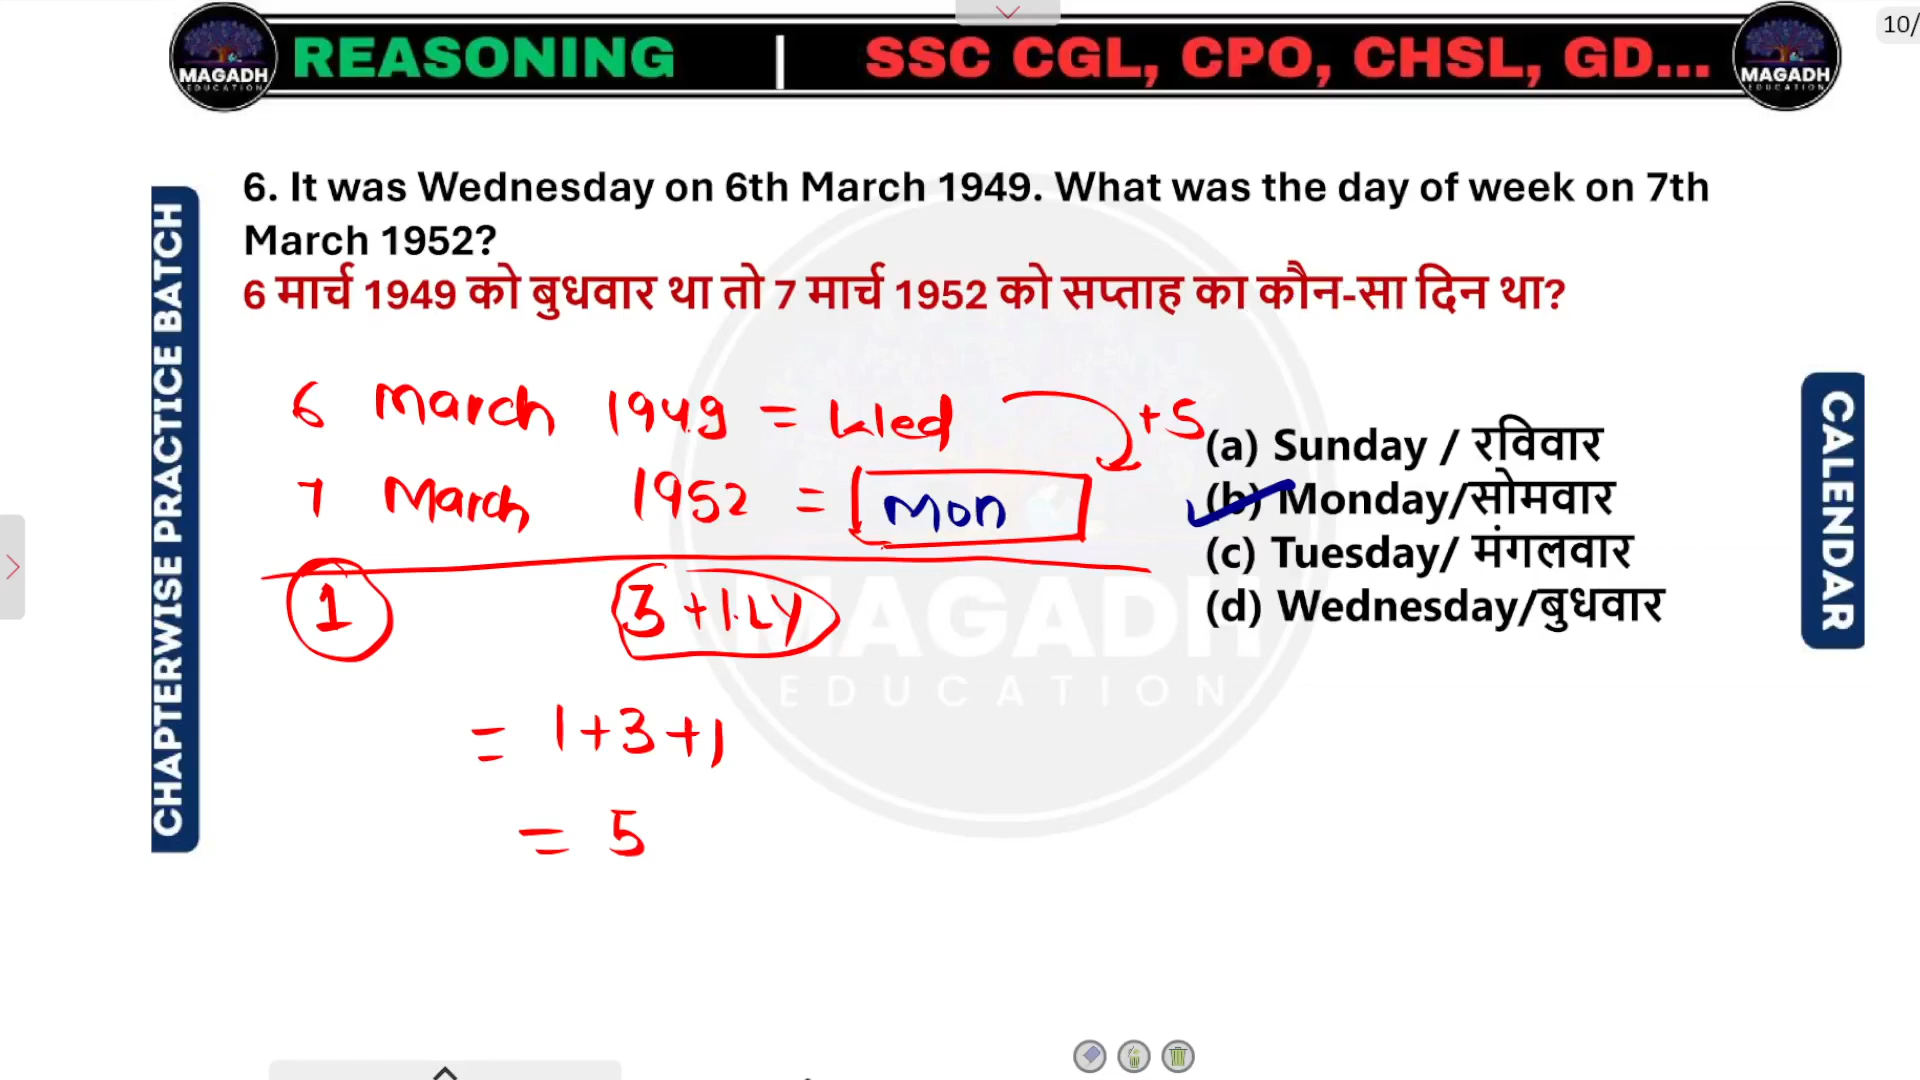 10/
MAGADH
EDUCATION
REASONING | SSC CGL, CPO, CHSL, GD...
MAGADH
EDUCATION
CHAPTERWISE PRACTICE BATCH
6. It was Wednesday on 6th March 1949. What was the day of week on 7th
March 1952?
6 मार्च 1949 को बुधवार था तो 7 मार्च 1952 को सप्ताह का कौन-सा दिन था?
6 March 1949 = Wed +5
7 March 1952 = Mon
1 3+1.LY
= 1+3+1
= 5
(a) Sunday / रविवार
(b) Monday/सोमवार
(c) Tuesday/ मंगलवार
(d) Wednesday/बुधवार
CALENDAR
MAGADH
EDUCATION